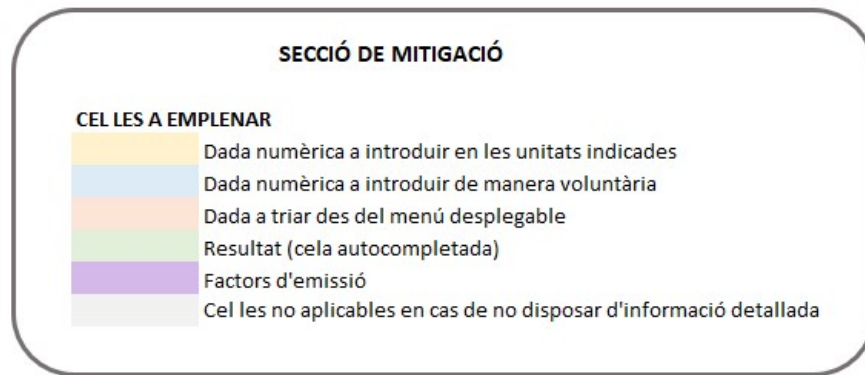 SECCIÓ DE MITIGACIÓ
CEL LES A EMPLENAR
Dada numèrica a introduir en les unitats indicades
Dada numèrica a introduir de manera voluntària
Dada a triar des del menú desplegable
Resultat (cela autocompletada)
Factors d'emissió
Cel les no aplicables en cas de no disposar d'informació detallada